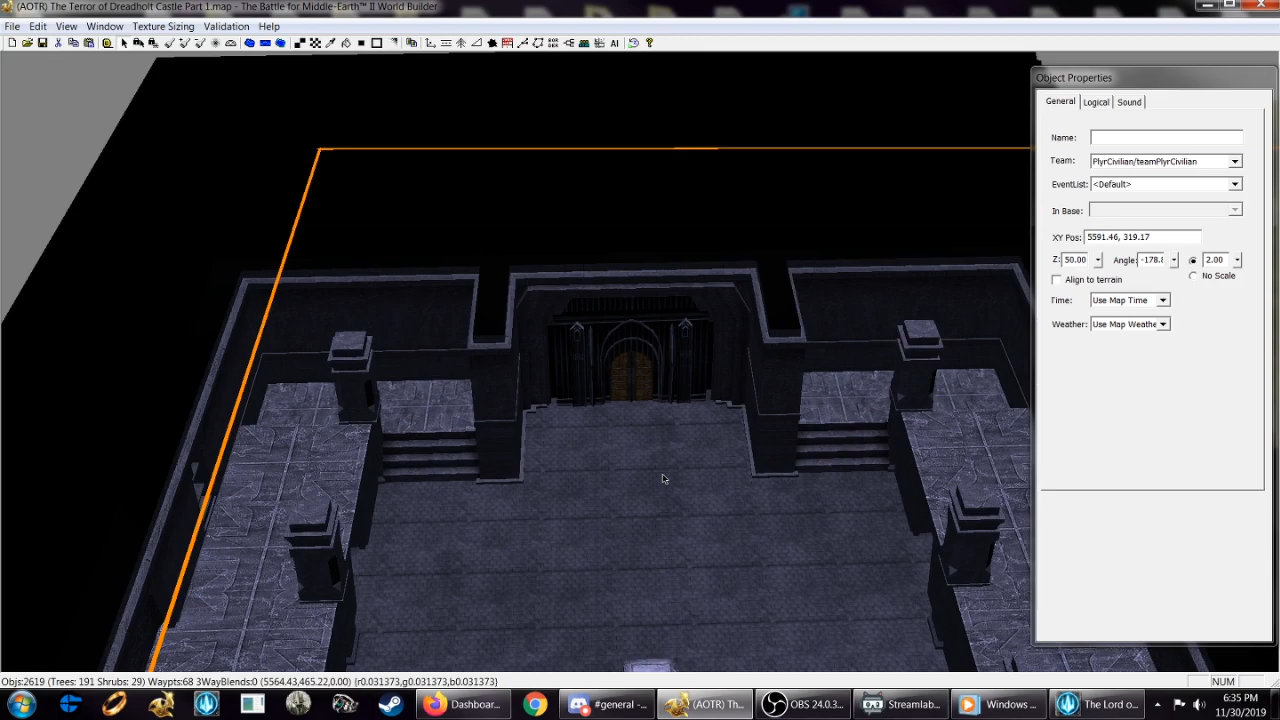 (AOTR) The Terror of Dreadholt Castle Part 1.map - The Battle for Middle-Earth™ II World Builder
File Edit View Window Texture Sizing Validation Help
AI
Object Properties
General Logical Sound
Name:
Team: PlyrCivilian/teamPlyrCivilian
EventList: <Default>
In Base:
XY Pos: 5591.46, 319.17
Z: 50.00 Angle: -178.8 2.00
No Scale
Align to terrain
Time: Use Map Time
Weather: Use Map Weathe
Objs:2619 (Trees: 191 Shrubs: 29) Waypts:68 3WayBlends:0 (5564.43,465.22,0.00) {r0.031373,g0.031373,b0.031373}
NUM
Dashboar... #general -... (AOTR) Th... OBS 24.0.3... Streamlab... Windows ... The Lord o...
6:35 PM
11/30/2019